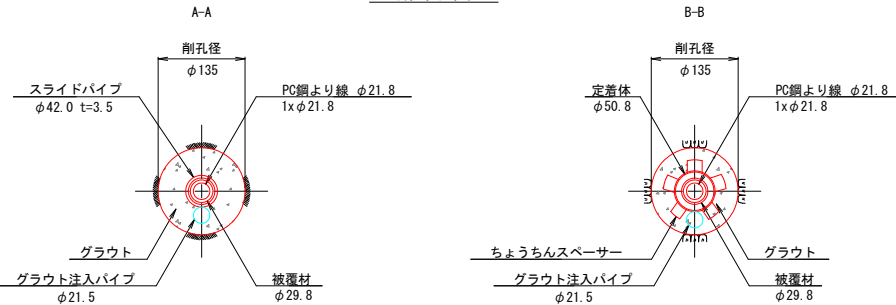 A-A
削孔径
φ135
スライドパイプ
φ42.0 t=3.5
PC鋼より線 φ21.8
1xφ21.8
グラウト
グラウト注入パイプ
φ21.5
被覆材
φ29.8
B-B
削孔径
φ135
定着体
φ50.8
PC鋼より線 φ21.8
1xφ21.8
ちょうちんスペーサー
グラウト
グラウト注入パイプ
φ21.5
被覆材
φ29.8